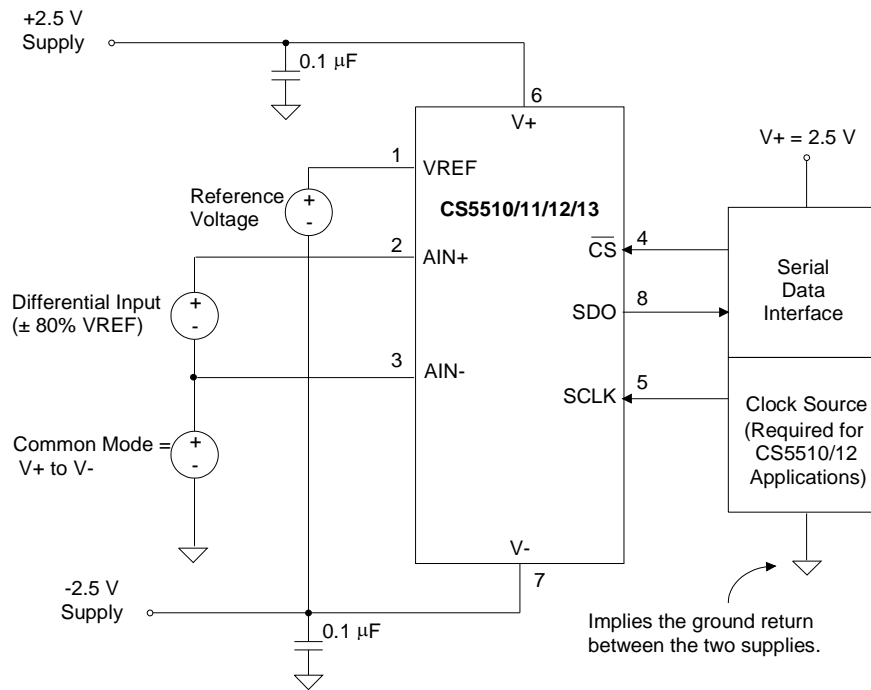 +2.5 V
Supply
0.1 μF
6
V+
V+ = 2.5 V
1
VREF
Reference
Voltage
+
-
CS5510/11/12/13
2
AIN+
CS
4
Serial
Data
Interface
SDO
8
Differential Input
(± 80% VREF)
+
-
3
AIN-
SCLK
5
Clock Source
(Required for
CS5510/12
Applications)
Common Mode =
V+ to V-
+
-
V-
7
-2.5 V
Supply
0.1 μF
Implies the ground return
between the two supplies.